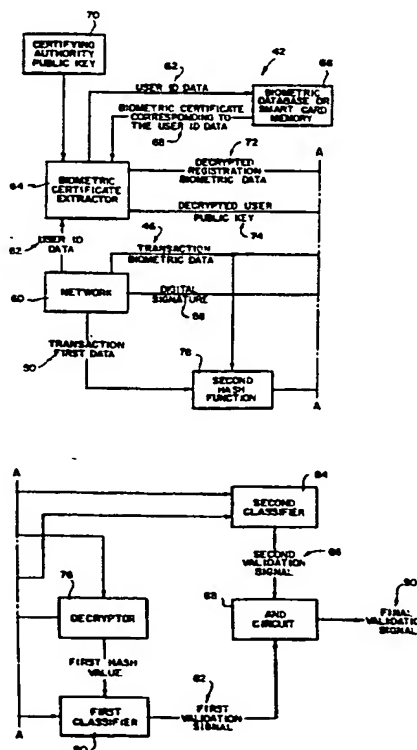 70
CERTIFYING
AUTHORITY
PUBLIC KEY
62
USER ID DATA
42
66
BIOMETRIC
DATABASE OR
SMART CARD
MEMORY
BIOMETRIC CERTIFICATE
CORRESPONDING TO
THE USER ID DATA
68
72
A
64
BIOMETRIC
CERTIFICATE
EXTRACTOR
DECRYPTED
REGISTRATION
BIOMETRIC DATA
DECRYPTED USER
PUBLIC KEY
74
62
USER ID
DATA
46
TRANSACTION
BIOMETRIC DATA
60
NETWORK
DIGITAL
SIGNATURE
50
TRANSACTION
FIRST DATA
78
SECOND
HASH
FUNCTION
A
A
84
SECOND
CLASSIFIER
SECOND
VALIDATION
SIGNAL
76
DECRYPTOR
AND
CIRCUIT
FINAL
VALIDATION
SIGNAL
FIRST HASH
VALUE
82
FIRST
CLASSIFIER
FIRST
VALIDATION
SIGNAL
A